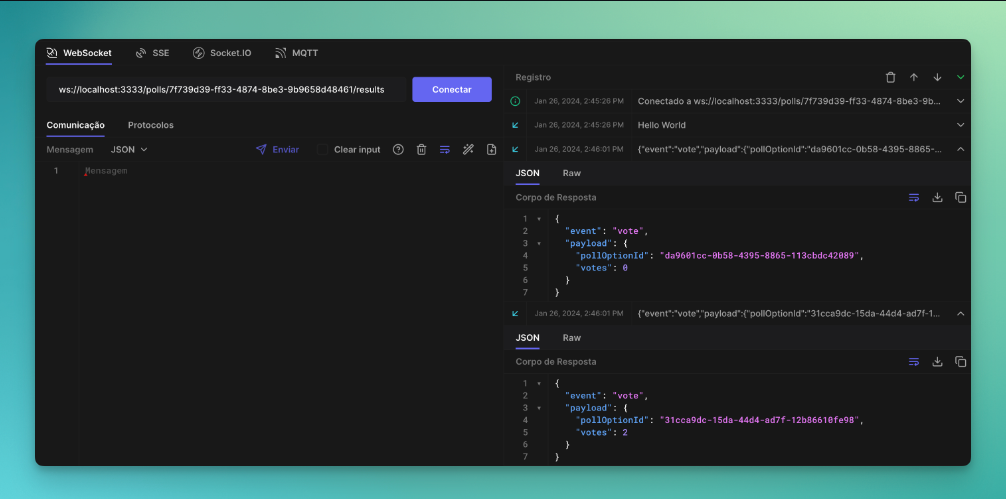 WebSocket SSE Socket.IO MQTT
ws://localhost:3333/polls/7f739d39-ff33-4874-8be3-9b9658d48461/results Conectar
Comunicação Protocolos
Mensagem JSON Enviar Clear input
1 Mensagem
Registro
Jan 26, 2024, 2:45:26 PM Conectado a ws://localhost:3333/polls/7f739d39-ff33-4874-8be3-9b...
Jan 26, 2024, 2:45:26 PM Hello World
Jan 26, 2024, 2:46:01 PM {"event":"vote","payload":{"pollOptionId":"da9601cc-0b58-4395-8865-...
JSON Raw
Corpo de Resposta
1 {
2 "event": "vote",
3 "payload": {
4 "pollOptionId": "da9601cc-0b58-4395-8865-113cbdc42089",
5 "votes": 0
6 }
7 }
Jan 26, 2024, 2:46:01 PM {"event":"vote","payload":{"pollOptionId":"31cca9dc-15da-44d4-ad7f-1...
JSON Raw
Corpo de Resposta
1 {
2 "event": "vote",
3 "payload": {
4 "pollOptionId": "31cca9dc-15da-44d4-ad7f-12b86610fe98",
5 "votes": 2
6 }
7 }